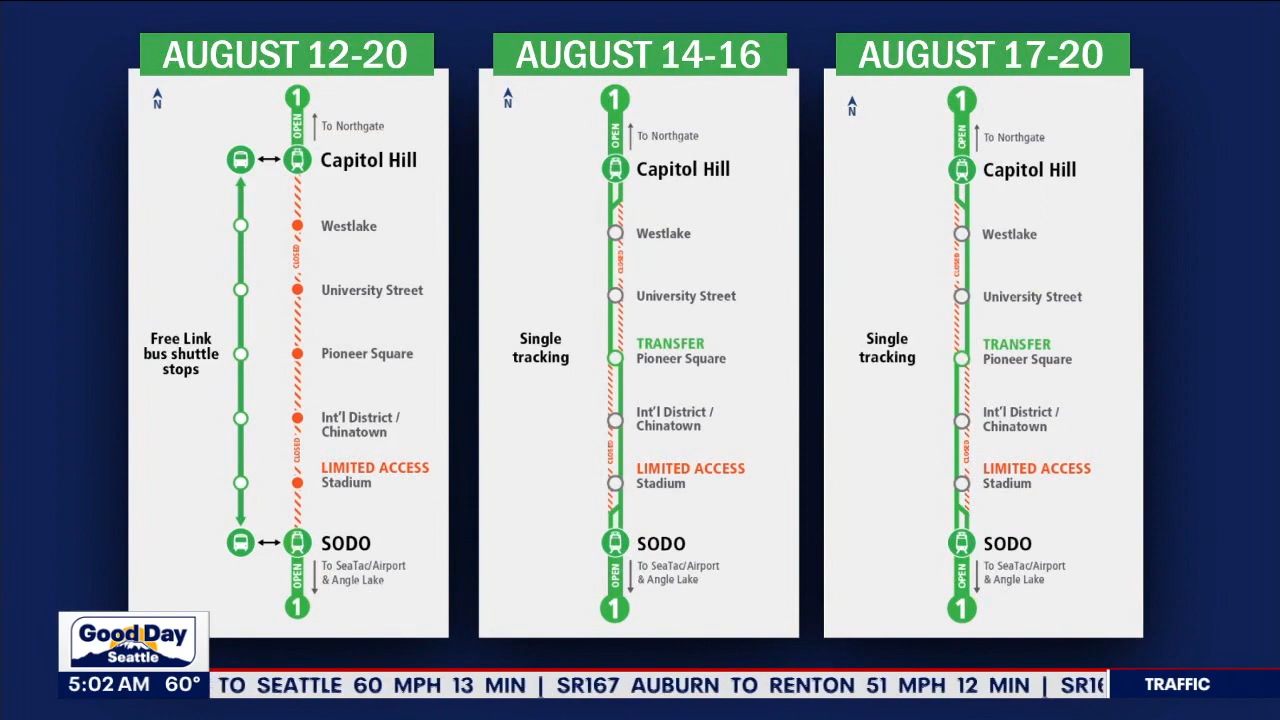 AUGUST 12-20
N
1
OPEN
To Northgate
Capitol Hill
Westlake
CLOSED
University Street
Free Link
bus shuttle
stops
Pioneer Square
Int'l District /
Chinatown
CLOSED
LIMITED ACCESS
Stadium
SODO
OPEN
To SeaTac/Airport
& Angle Lake
1
AUGUST 14-16
N
1
OPEN
To Northgate
Capitol Hill
Westlake
CLOSED
University Street
Single
tracking
TRANSFER
Pioneer Square
Int'l District /
Chinatown
CLOSED
LIMITED ACCESS
Stadium
SODO
OPEN
To SeaTac/Airport
& Angle Lake
1
AUGUST 17-20
N
1
OPEN
To Northgate
Capitol Hill
Westlake
CLOSED
University Street
Single
tracking
TRANSFER
Pioneer Square
Int'l District /
Chinatown
CLOSED
LIMITED ACCESS
Stadium
SODO
OPEN
To SeaTac/Airport
& Angle Lake
1
Good Day
Seattle
5:02 AM 60°
TO SEATTLE 60 MPH 13 MIN | SR167 AUBURN TO RENTON 51 MPH 12 MIN |
TRAFFIC